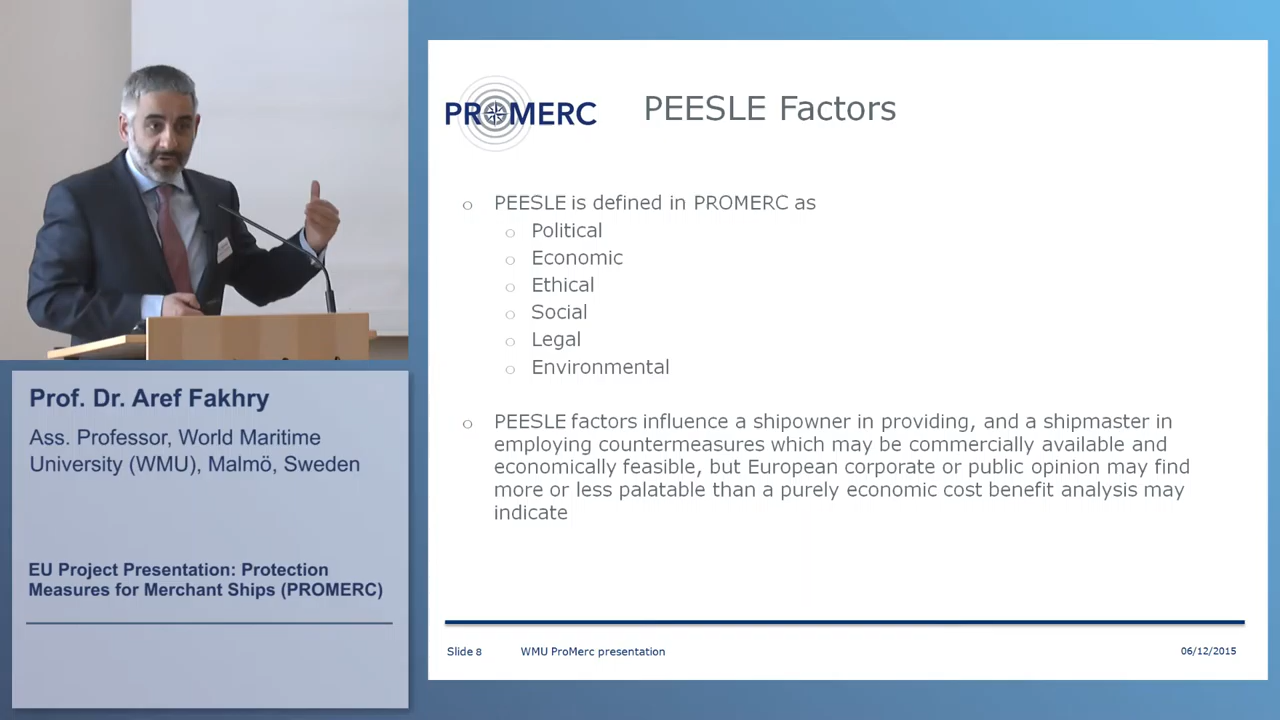 PROMERC
PEESLE Factors
o PEESLE is defined in PROMERC as
o Political
o Economic
o Ethical
o Social
o Legal
o Environmental
o PEESLE factors influence a shipowner in providing, and a shipmaster in
employing countermeasures which may be commercially available and
economically feasible, but European corporate or public opinion may find
more or less palatable than a purely economic cost benefit analysis may
indicate
Slide 8 WMU ProMerc presentation 06/12/2015
Prof. Dr. Aref Fakhry
Ass. Professor, World Maritime
University (WMU), Malmö, Sweden
EU Project Presentation: Protection
Measures for Merchant Ships (PROMERC)